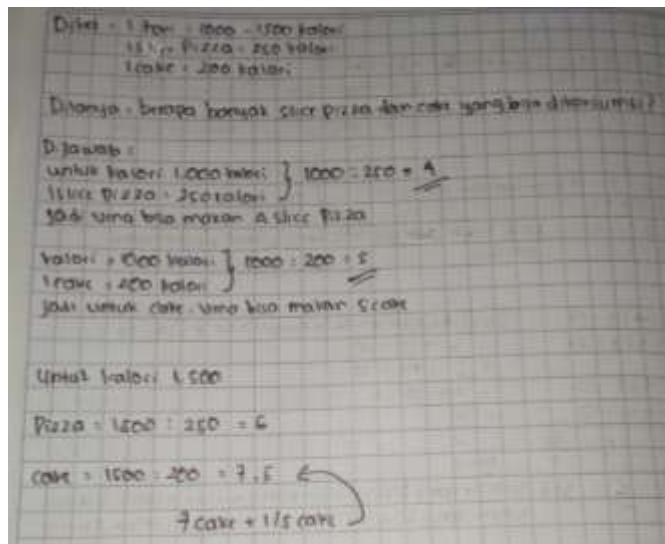 Diket = 1 hari = 1000 - 1500 kalori
1 slice Pizza = 250 kalori
1 cake = 200 kalori
Ditanya = berapa banyak slice pizza dan cake yang bisa dikonsumsi?
Dijawab =
Untuk kalori 1.000 kalori } 1000 : 250 = 4
1 slice Pizza = 250 kalori
Jadi bisa makan 4 slice Pizza
kalori = 1000 kalori } 1000 : 200 = 5
1 cake = 200 kalori
Jadi untuk cake bisa makan 5 cake
Untuk kalori 1.500
Pizza = 1500 : 250 = 6
cake = 1500 : 200 = 7,5
7 cake + 1/5 cake